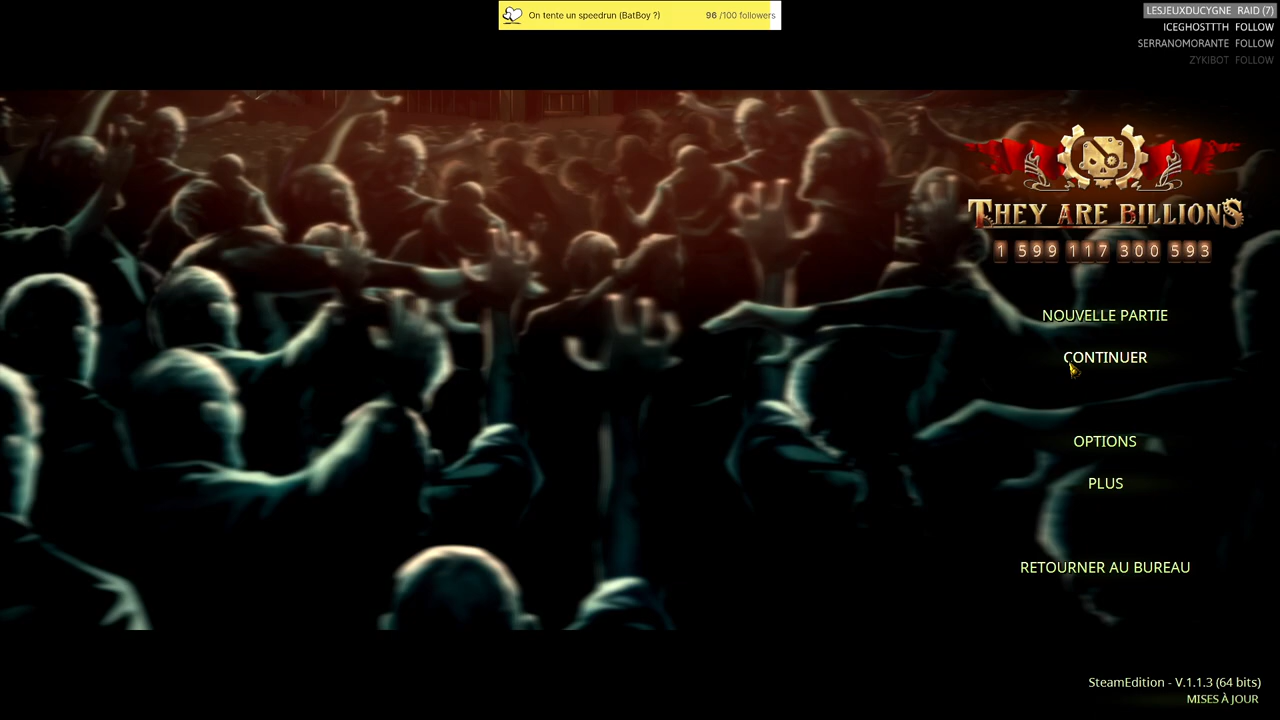 On tente un speedrun (BatBoy ?) 96 /100 followers
LESJEUXDUCYGNE RAID (7)
ICEGHOSTTTH FOLLOW
SERRANOMORANTE FOLLOW
ZYKIBOT FOLLOW
THEY ARE BILLIONS
1 599 117 300 593
NOUVELLE PARTIE
CONTINUER
OPTIONS
PLUS
RETOURNER AU BUREAU
SteamEdition - V.1.1.3 (64 bits)
MISES À JOUR